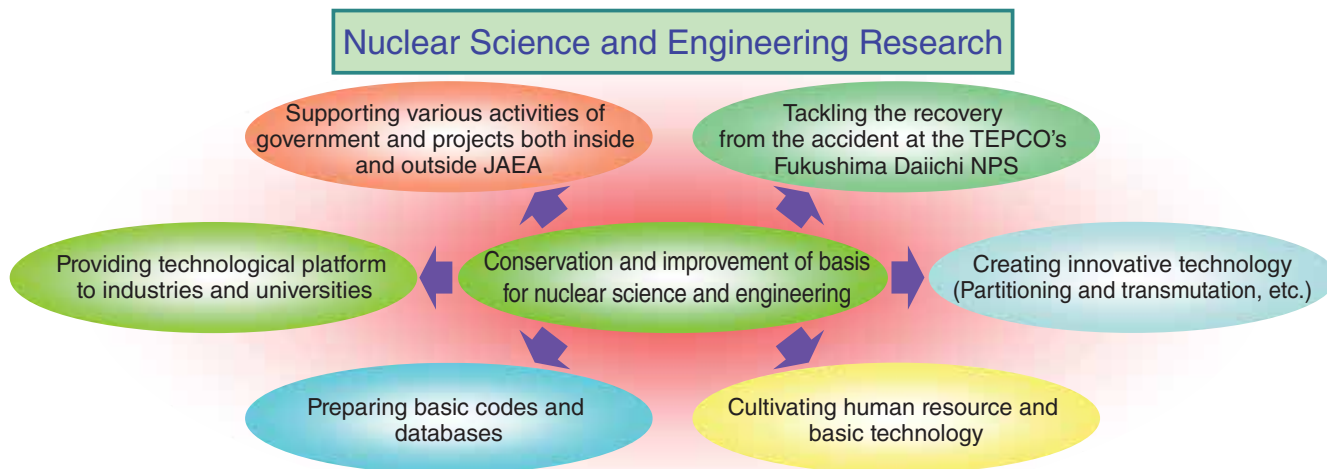 Nuclear Science and Engineering Research
Supporting various activities of
government and projects both inside
and outside JAEA
Tackling the recovery
from the accident at the TEPCO's
Fukushima Daiichi NPS
Providing technological platform
to industries and universities
Conservation and improvement of basis
for nuclear science and engineering
Creating innovative technology
(Partitioning and transmutation, etc.)
Preparing basic codes and
databases
Cultivating human resource and
basic technology